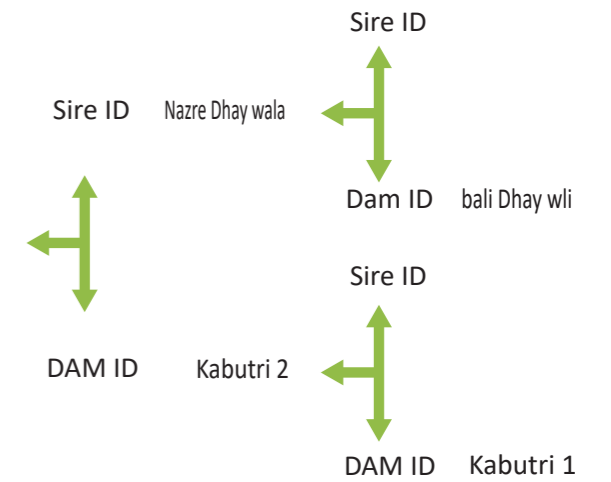 Sire ID
Sire ID Nazre Dhay wala
Dam ID bali Dhay wli
Sire ID
DAM ID Kabutri 2
DAM ID Kabutri 1